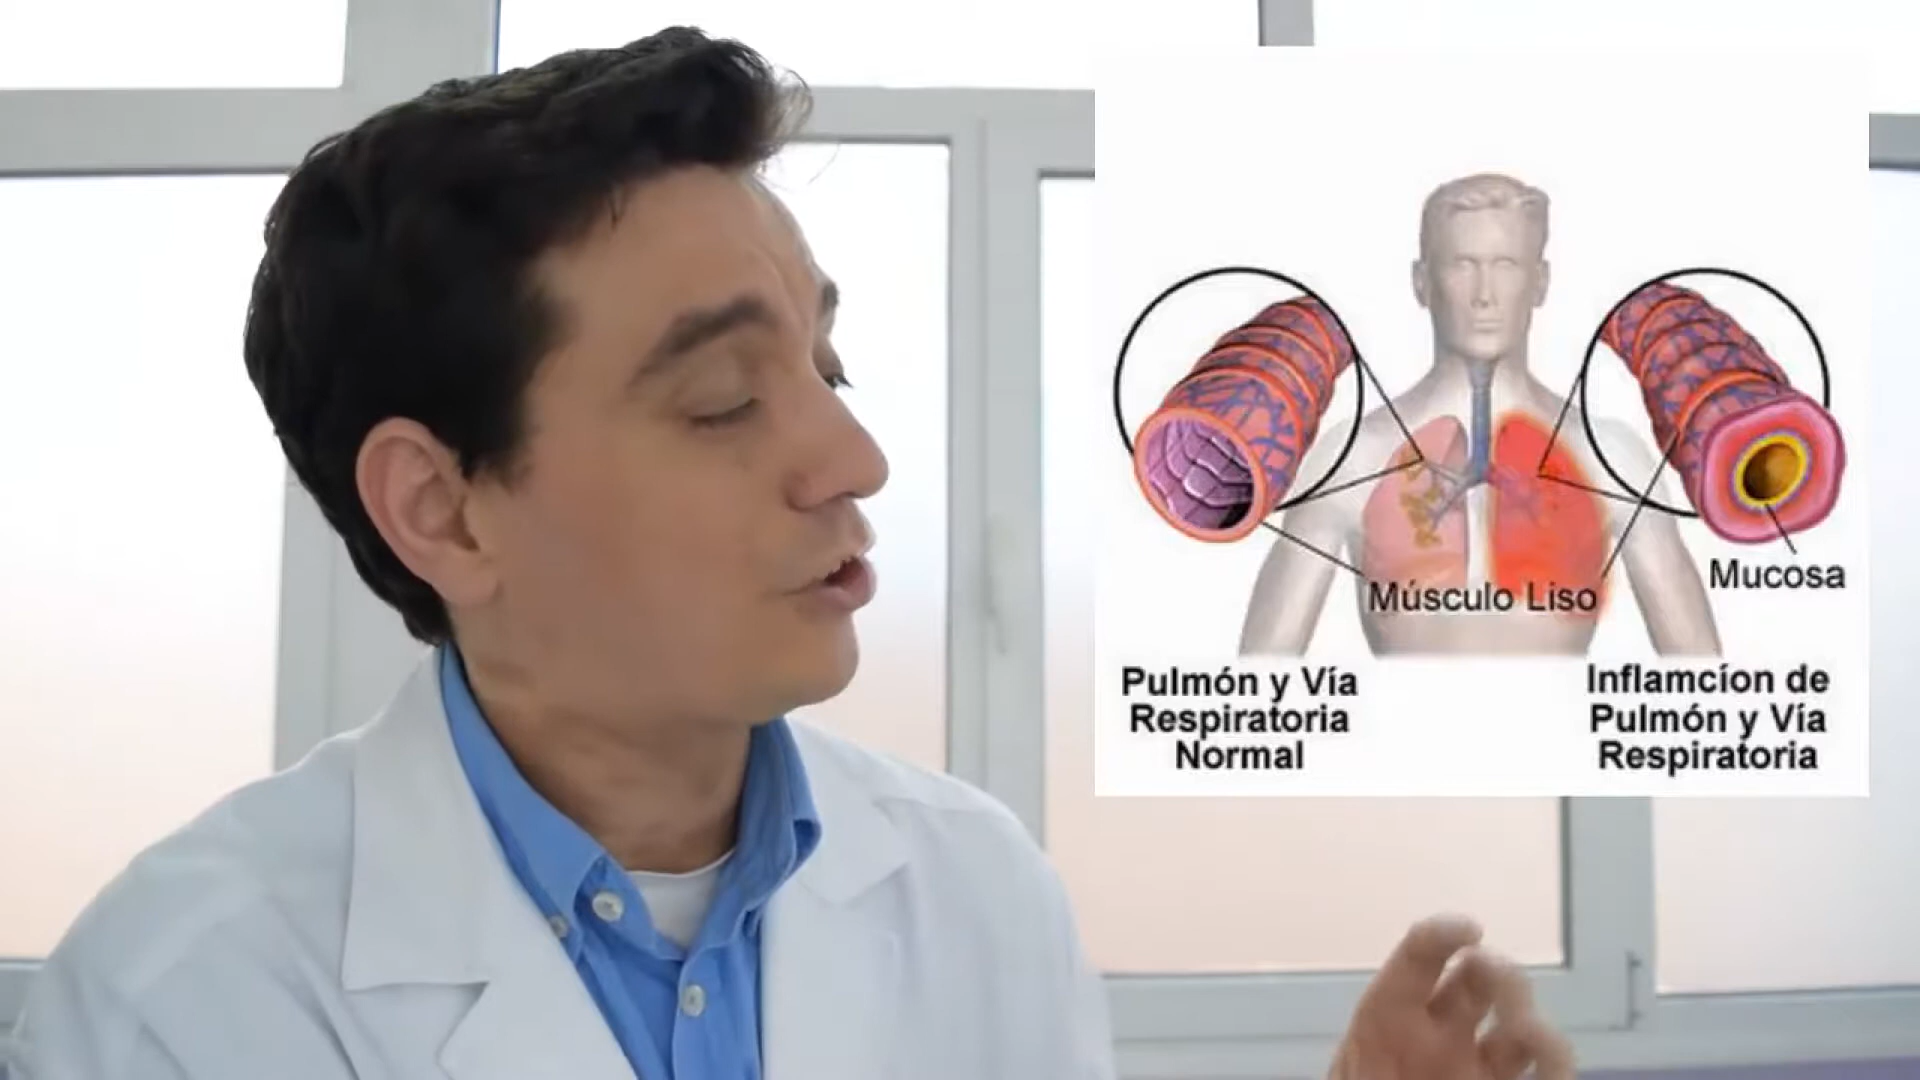 Músculo Liso
Mucosa
Pulmón y Vía
Respiratoria
Normal
Inflamcíon de
Pulmón y Vía
Respiratoria